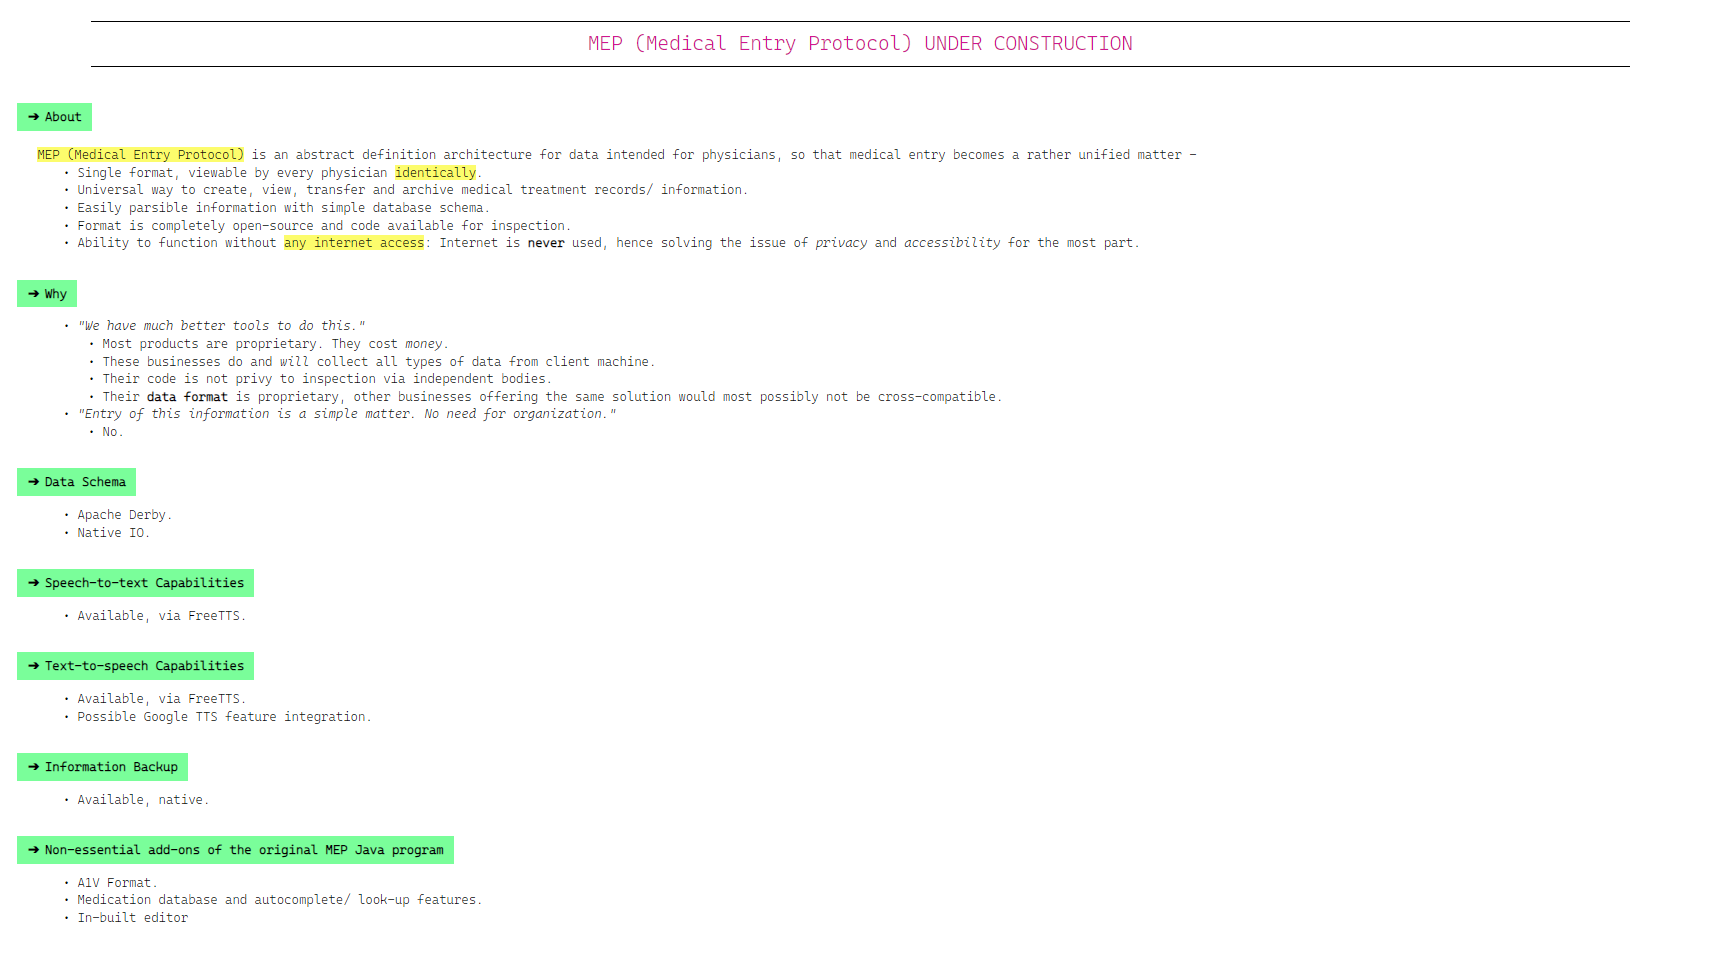 MEP (Medical Entry Protocol) UNDER CONSTRUCTION
➔ About
MEP (Medical Entry Protocol) is an abstract definition architecture for data intended for physicians, so that medical entry becomes a rather unified matter –
• Single format, viewable by every physician identically.
• Universal way to create, view, transfer and archive medical treatment records/ information.
• Easily parsible information with simple database schema.
• Format is completely open-source and code available for inspection.
• Ability to function without any internet access: Internet is never used, hence solving the issue of privacy and accessibility for the most part.
➔ Why
• "We have much better tools to do this."
• Most products are proprietary. They cost money.
• These businesses do and will collect all types of data from client machine.
• Their code is not privy to inspection via independent bodies.
• Their data format is proprietary, other businesses offering the same solution would most possibly not be cross-compatible.
• "Entry of this information is a simple matter. No need for organization."
• No.
➔ Data Schema
• Apache Derby.
• Native IO.
➔ Speech-to-text Capabilities
• Available, via FreeTTS.
➔ Text-to-speech Capabilities
• Available, via FreeTTS.
• Possible Google TTS feature integration.
➔ Information Backup
• Available, native.
➔ Non-essential add-ons of the original MEP Java program
• A1V Format.
• Medication database and autocomplete/ look-up features.
• In-built editor